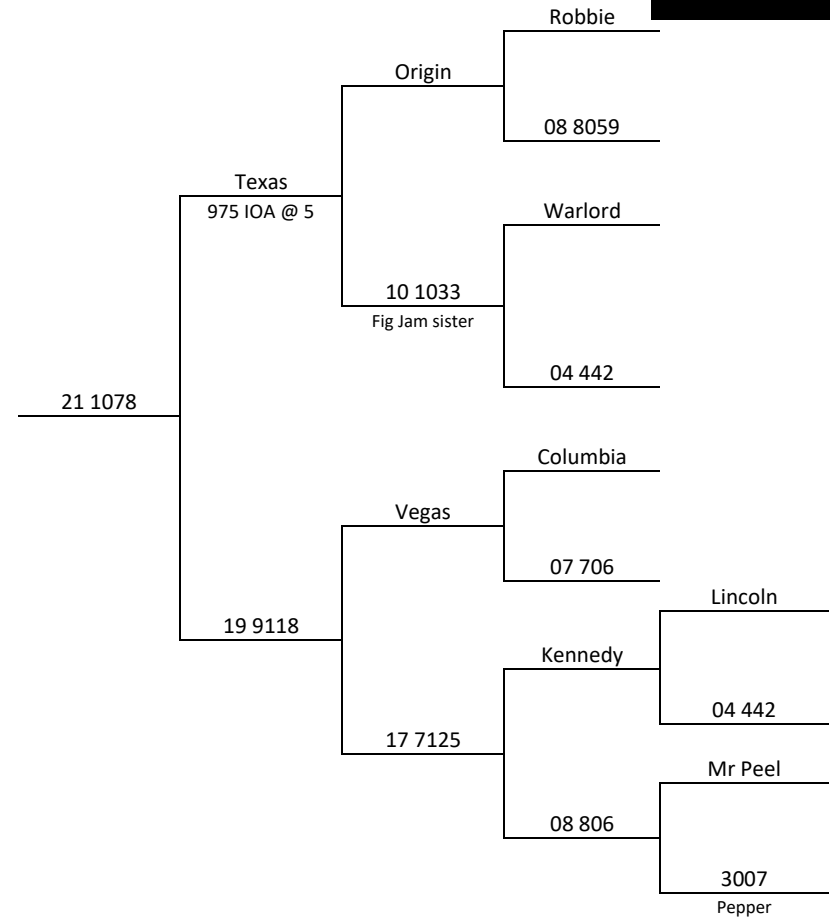 Robbie
Origin
08 8059
Texas
975 IOA @ 5
Warlord
10 1033
Fig Jam sister
04 442
21 1078
Columbia
Vegas
07 706
Lincoln
19 9118
Kennedy
04 442
17 7125
Mr Peel
08 806
3007
Pepper